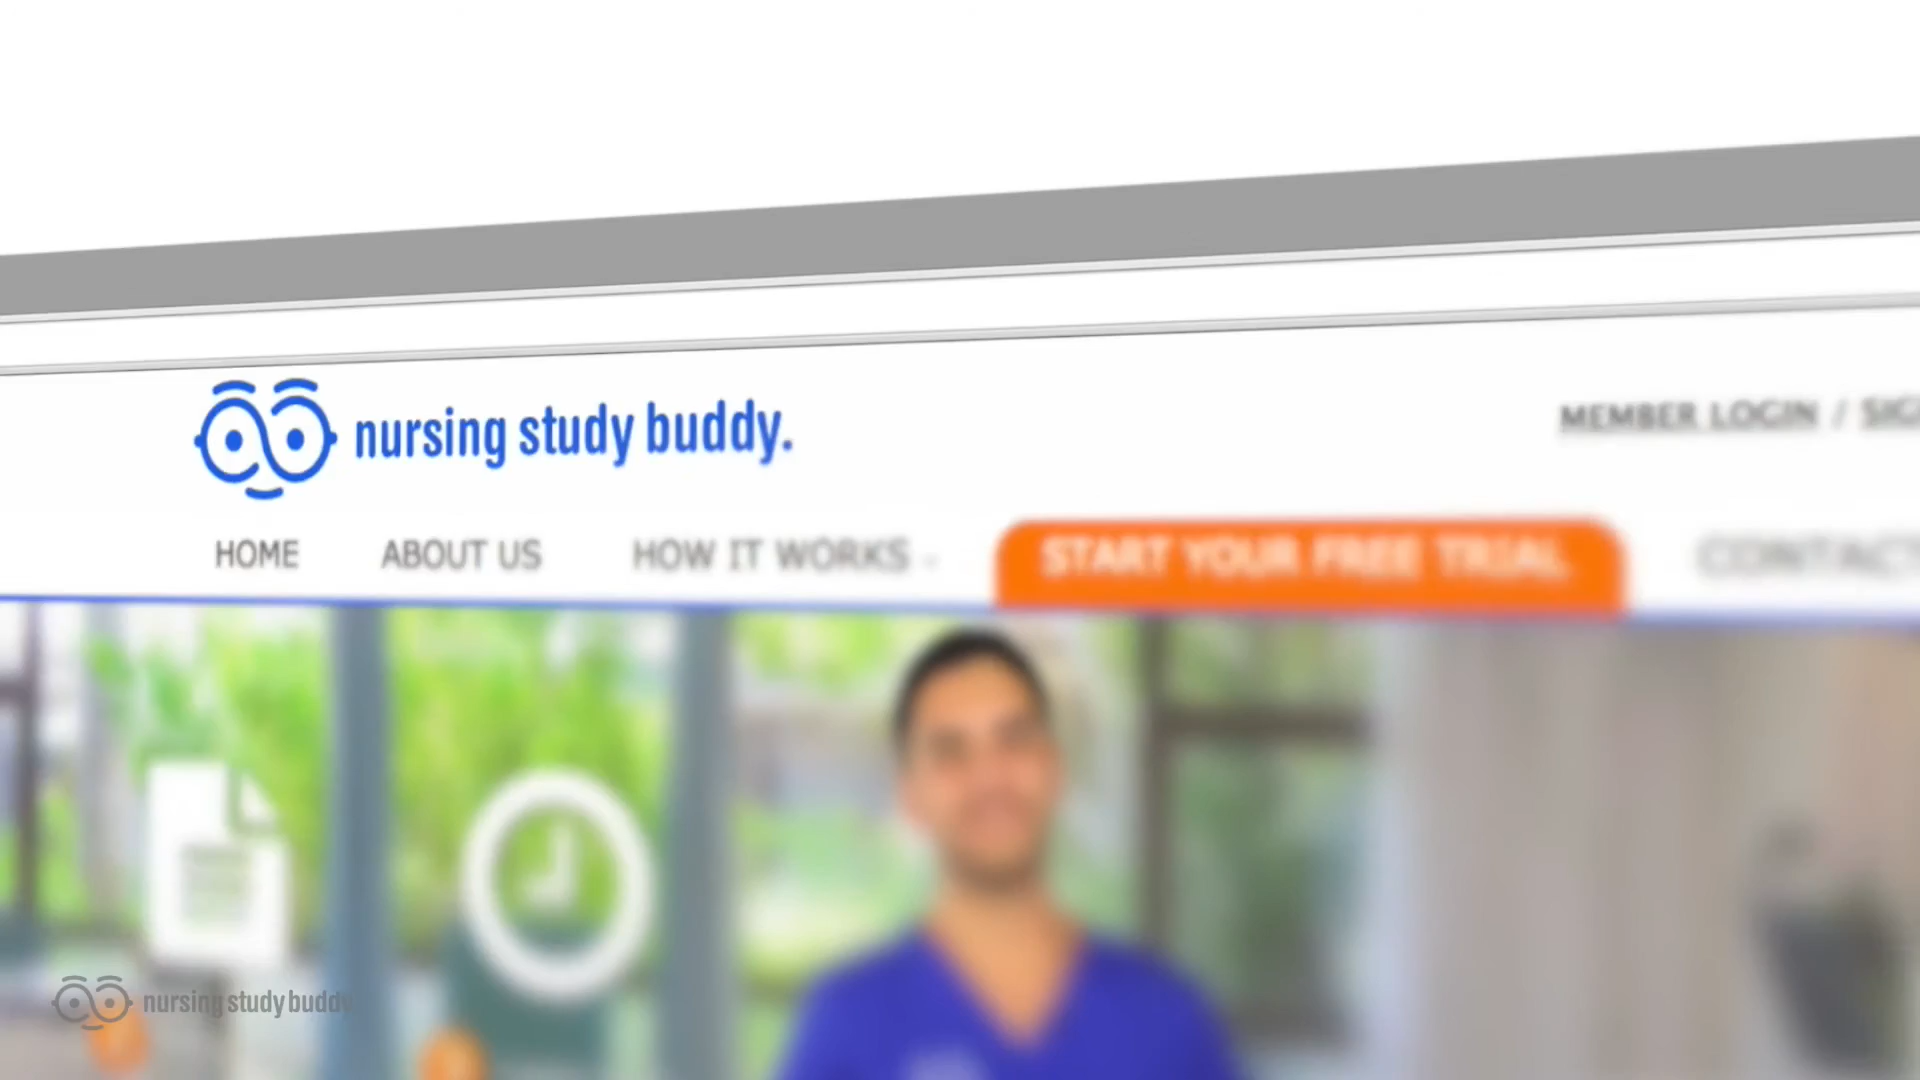 nursing study buddy.
MEMBER LOGIN /
HOME ABOUT US HOW IT WORKS START YOUR FREE TRIAL
nursing study buddy